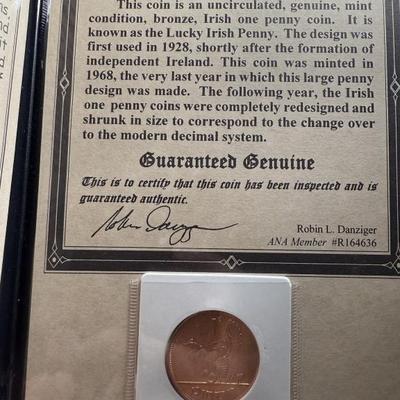 This coin is an uncirculated, genuine, mint
condition, bronze, Irish one penny coin. It is
known as the Lucky Irish Penny. The design was
first used in 1928, shortly after the formation of
independent Ireland. This coin was minted in
1968, the very last year in which this large penny
design was made. The following year, the Irish
one penny coins were completely redesigned and
shrunk in size to correspond to the change over
to the modern decimal system.
Guaranteed Genuine
This is to certify that this coin has been inspected and is
guaranteed authentic.
Robin L. Danziger
ANA Member #R164636